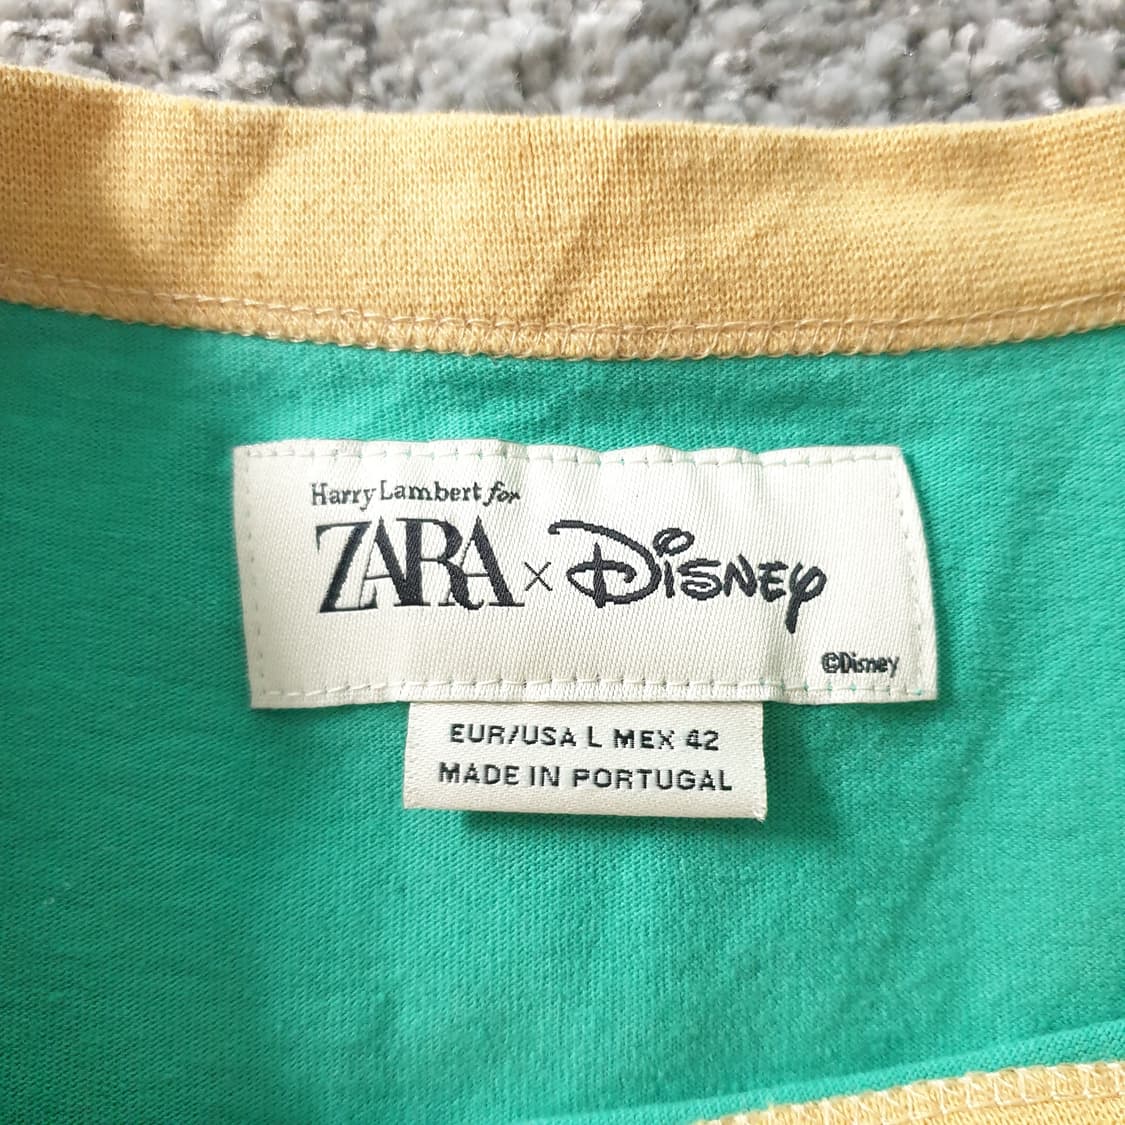 Harry Lambert for
ZARA x Disney
©Disney
EUR/USA L MEX 42
MADE IN PORTUGAL